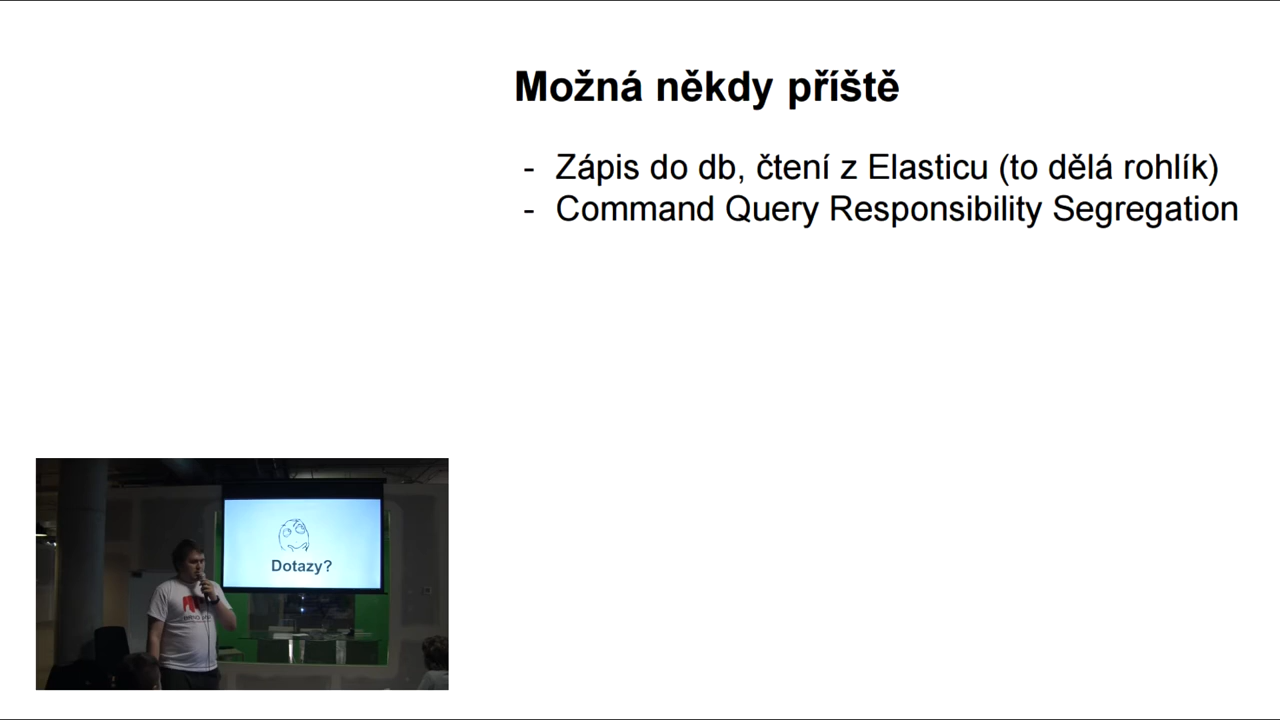 Možná někdy příště
- Zápis do db, čtení z Elasticu (to dělá rohlík)
- Command Query Responsibility Segregation
Dotazy?